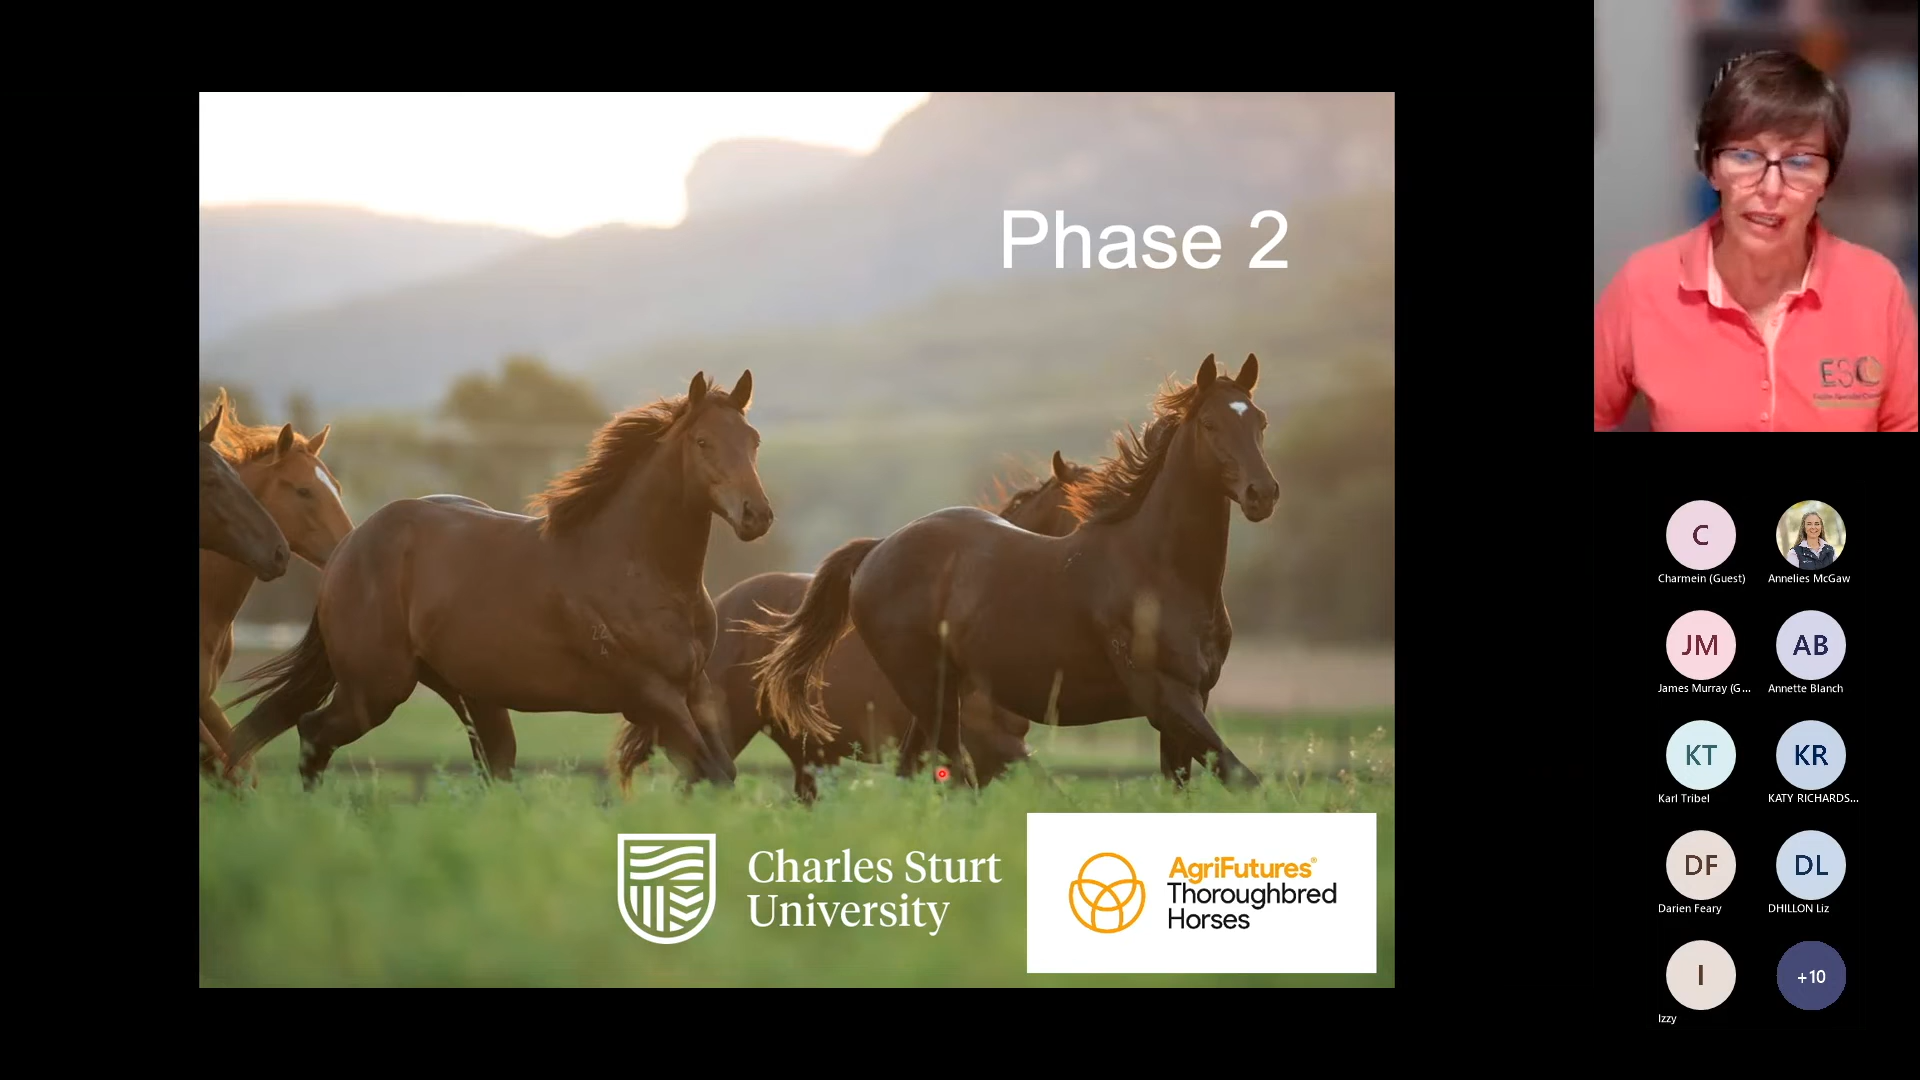 Phase 2
Charles Sturt
University
AgriFutures®
Thoroughbred
Horses
ESC
C
Charmein (Guest)
Annelies McGaw
JM
AB
James Murray (G...
Annette Blanch
KT
KR
Karl Tribel
KATY RICHARDS...
DF
DL
Darien Feary
DHILLON Liz
I
+10
Izzy